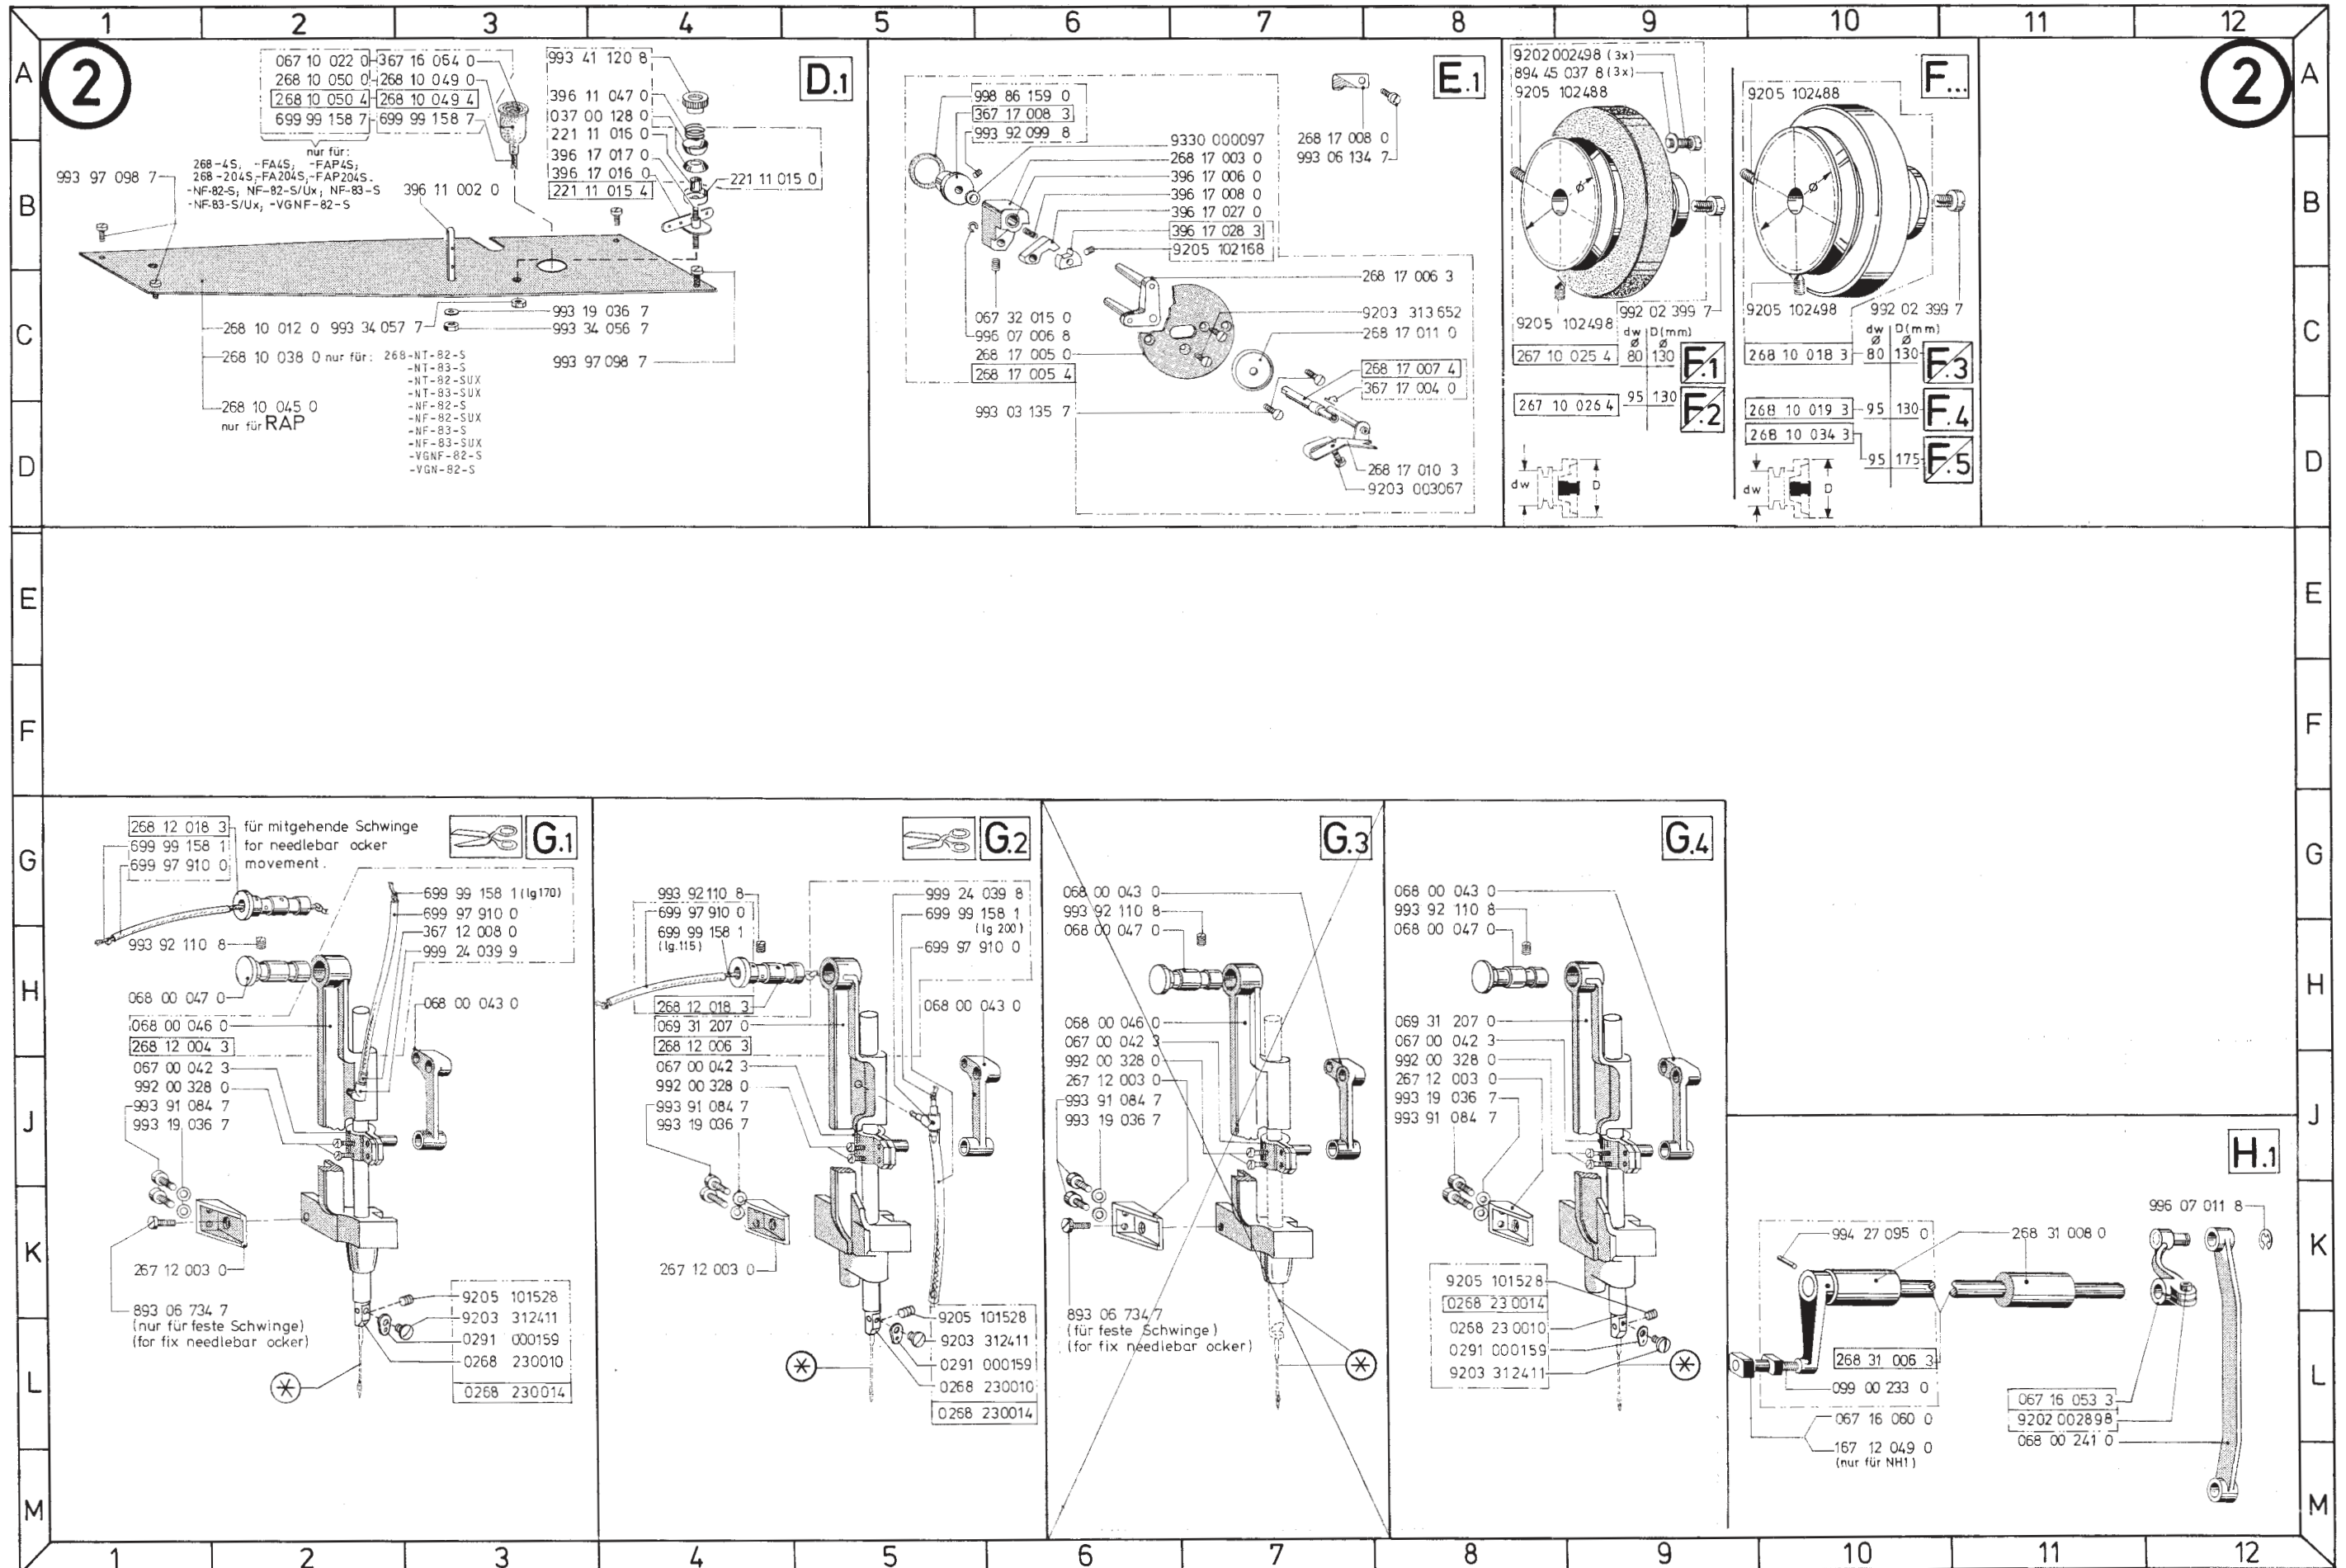 1 2 3 4 5 6 7 8 9 10 11 12
A
B
C
D
E
F
G
H
J
K
L
M
2
067 10 022 0 367 16 054 0
268 10 050 0 268 10 049 0
268 10 050 4 268 10 049 4
699 99 158 7 699 99 158 7
nur für:
268-4S, -FA4S, -FAP4S;
268-204S,-FA204S,-FAP204S.
-NF-82-S; NF-82-S/Ux; NF-83-S
-NF-83-S/Ux; -VGNF-82-S
993 97 098 7
396 11 002 0
993 41 120 8
396 11 047 0
037 00 128 0
221 11 016 0
396 17 017 0
396 17 016 0
221 11 015 4
221 11 015 0
D.1
268 10 012 0
993 34 057 7
993 19 036 7
993 34 056 7
993 97 098 7
268 10 038 0 nur für: 268-NT-82-S
-NT-83-S
-NT-82-SUX
-NT-83-SUX
-NF-82-S
-NF-82-SUX
-NF-83-S
-NF-83-SUX
-VGNF-82-S
-VGN-82-S
268 10 045 0
nur für RAP
E.1
998 86 159 0
367 17 008 3
993 92 099 8
9330 000097
268 17 003 0
396 17 006 0
396 17 008 0
396 17 027 0
396 17 028 3
9205 102168
268 17 008 0
993 06 134 7
268 17 006 3
067 32 015 0
996 07 006 8
268 17 005 0
268 17 005 4
9203 313652
268 17 011 0
268 17 007 4
367 17 004 0
993 03 135 7
268 17 010 3
9203 003067
9202002498 (3x)
894 45 037 8 (3x)
9205 102488
9205 102498
992 02 399 7
dw D(mm)
Ø Ø
267 10 025 4 80 130 F.1
267 10 026 4 95 130 F.2
dw D
F...
9205 102488
9205 102498
992 02 399 7
dw D(mm)
Ø Ø
268 10 018 3 80 130 F.3
268 10 019 3 95 130 F.4
268 10 034 3 95 175 F.5
dw D
2
G.1
268 12 018 3 für mitgehende Schwinge
699 99 158 1 for needlebar ocker
699 97 910 0 movement.
699 99 158 1 (lg170)
699 97 910 0
367 12 008 0
999 24 039 9
993 92 110 8
068 00 047 0
068 00 043 0
068 00 046 0
268 12 004 3
067 00 042 3
992 00 328 0
993 91 084 7
993 19 036 7
267 12 003 0
893 06 734 7
(nur für feste Schwinge)
(for fix needlebar ocker)
9205 101528
9203 312411
0291 000159
0268 230010
0268 230014
G.2
993 92 110 8
699 97 910 0
699 99 158 1
(lg.115)
999 24 039 8
699 99 158 1
(lg 200)
699 97 910 0
268 12 018 3
069 31 207 0
268 12 006 3
068 00 043 0
067 00 042 3
992 00 328 0
993 91 084 7
993 19 036 7
267 12 003 0
9205 101528
9203 312411
0291 000159
0268 230010
0268 230014
G.3
068 00 043 0
993 92 110 8
068 00 047 0
068 00 046 0
067 00 042 3
992 00 328 0
267 12 003 0
993 91 084 7
993 19 036 7
893 06 734 7
(für feste Schwinge)
(for fix needlebar ocker)
G.4
068 00 043 0
993 92 110 8
068 00 047 0
069 31 207 0
067 00 042 3
992 00 328 0
267 12 003 0
993 19 036 7
993 91 084 7
9205 101528
0268 23 0014
0268 23 0010
0291 000159
9203 312411
H.1
996 07 011 8
994 27 095 0
268 31 008 0
268 31 006 3
099 00 233 0
067 16 060 0
167 12 049 0
(nur für NH1)
067 16 053 3
9202 002898
068 00 241 0
A
B
C
D
E
F
G
H
J
K
L
M
1 2 3 4 5 6 7 8 9 10 11 12